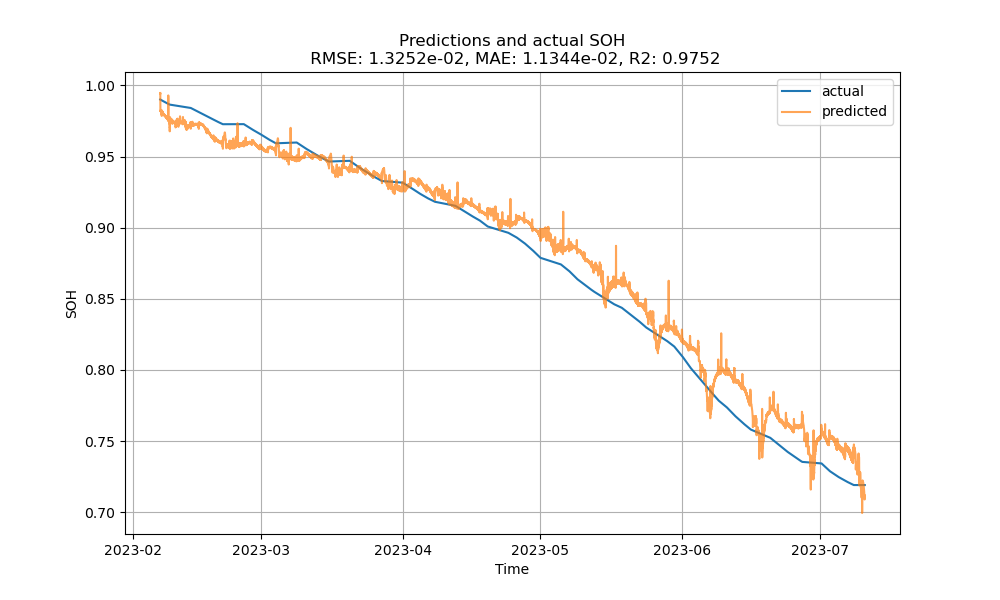 Predictions and actual SOH
RMSE: 1.3252e-02, MAE: 1.1344e-02, R2: 0.9752
actual
predicted
1.00
0.95
0.90
0.85
0.80
0.75
0.70
SOH
2023-02
2023-03
2023-04
2023-05
2023-06
2023-07
Time